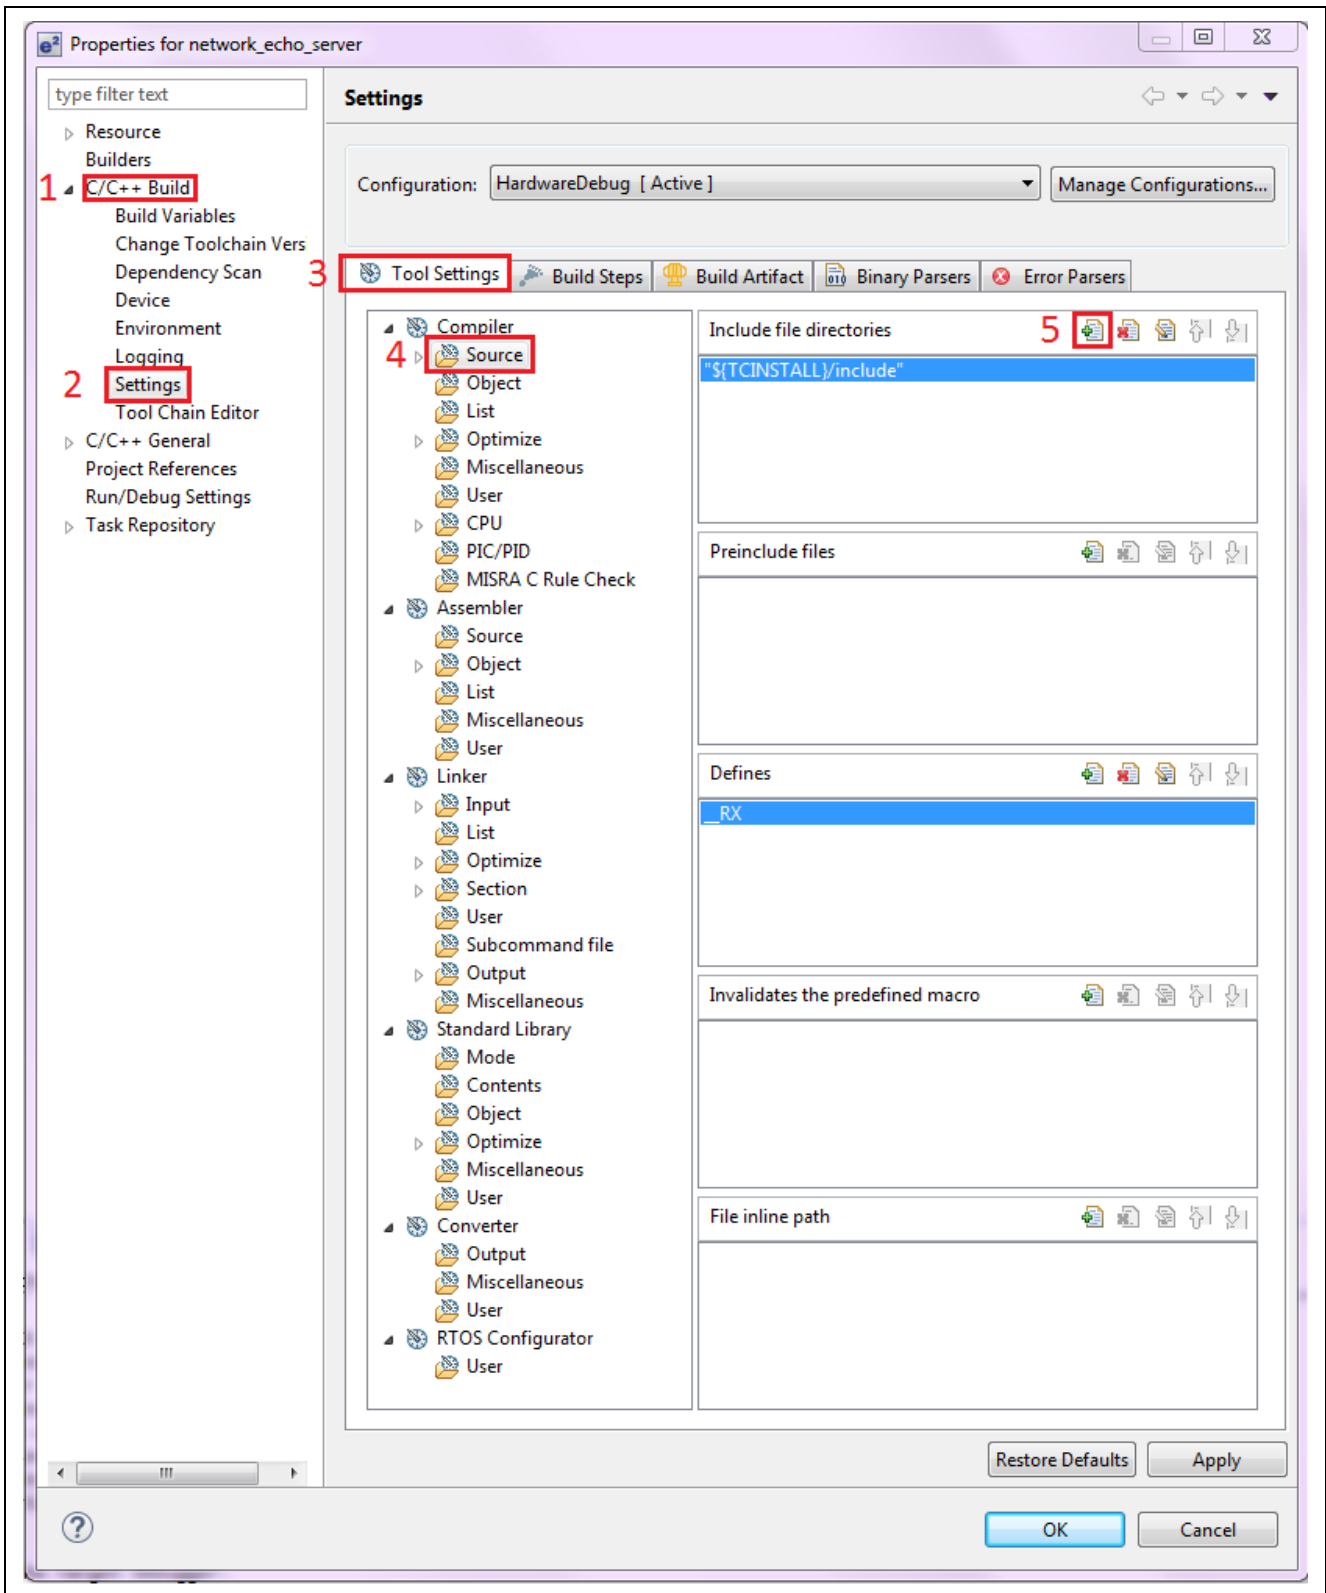 Properties for network_echo_server
type filter text
Resource
Builders
1 C/C++ Build
Build Variables
Change Toolchain Vers
Dependency Scan
Device
Environment
Logging
2 Settings
Tool Chain Editor
C/C++ General
Project References
Run/Debug Settings
Task Repository
Settings
Configuration: HardwareDebug [ Active ] Manage Configurations...
3 Tool Settings Build Steps Build Artifact Binary Parsers Error Parsers
Compiler
4 Source
Object
List
Optimize
Miscellaneous
User
CPU
PIC/PID
MISRA C Rule Check
Assembler
Source
Object
List
Miscellaneous
User
Linker
Input
List
Optimize
Section
User
Subcommand file
Output
Miscellaneous
Standard Library
Mode
Contents
Object
Optimize
Miscellaneous
User
Converter
Output
Miscellaneous
User
RTOS Configurator
User
Include file directories 5
"${TCINSTALL}/include"
Preinclude files
Defines
__RX
Invalidates the predefined macro
File inline path
Restore Defaults Apply
OK Cancel